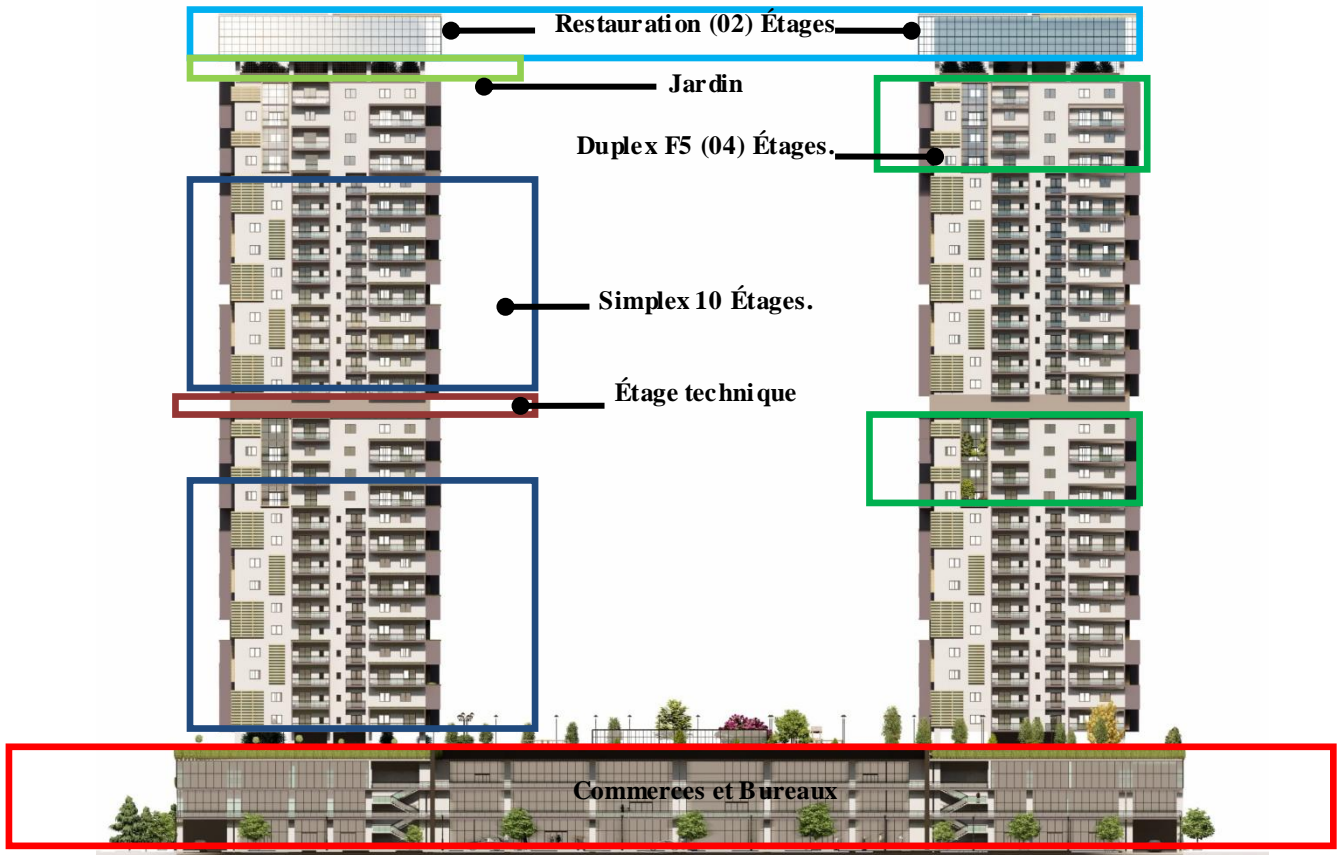 Restauration (02) Étages
Jardin
Duplex F5 (04) Étages.
Simplex 10 Étages.
Étage technique
Commerces et Bureaux